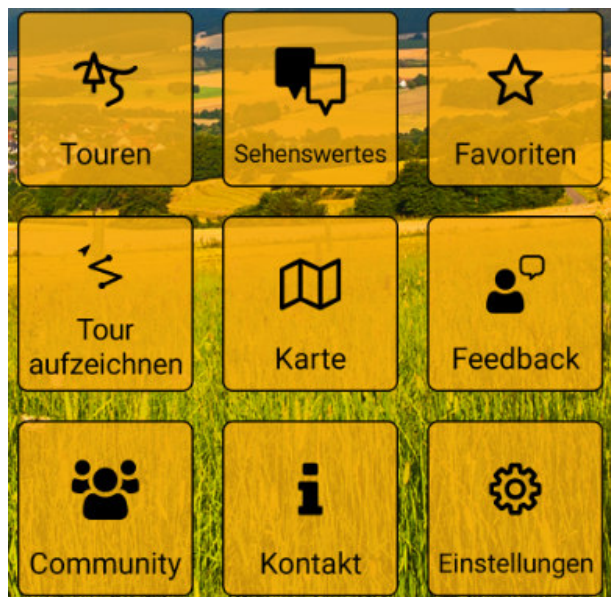 Touren
Sehenswertes
Favoriten
Tour
aufzeichnen
Karte
Feedback
Community
Kontakt
Einstellungen